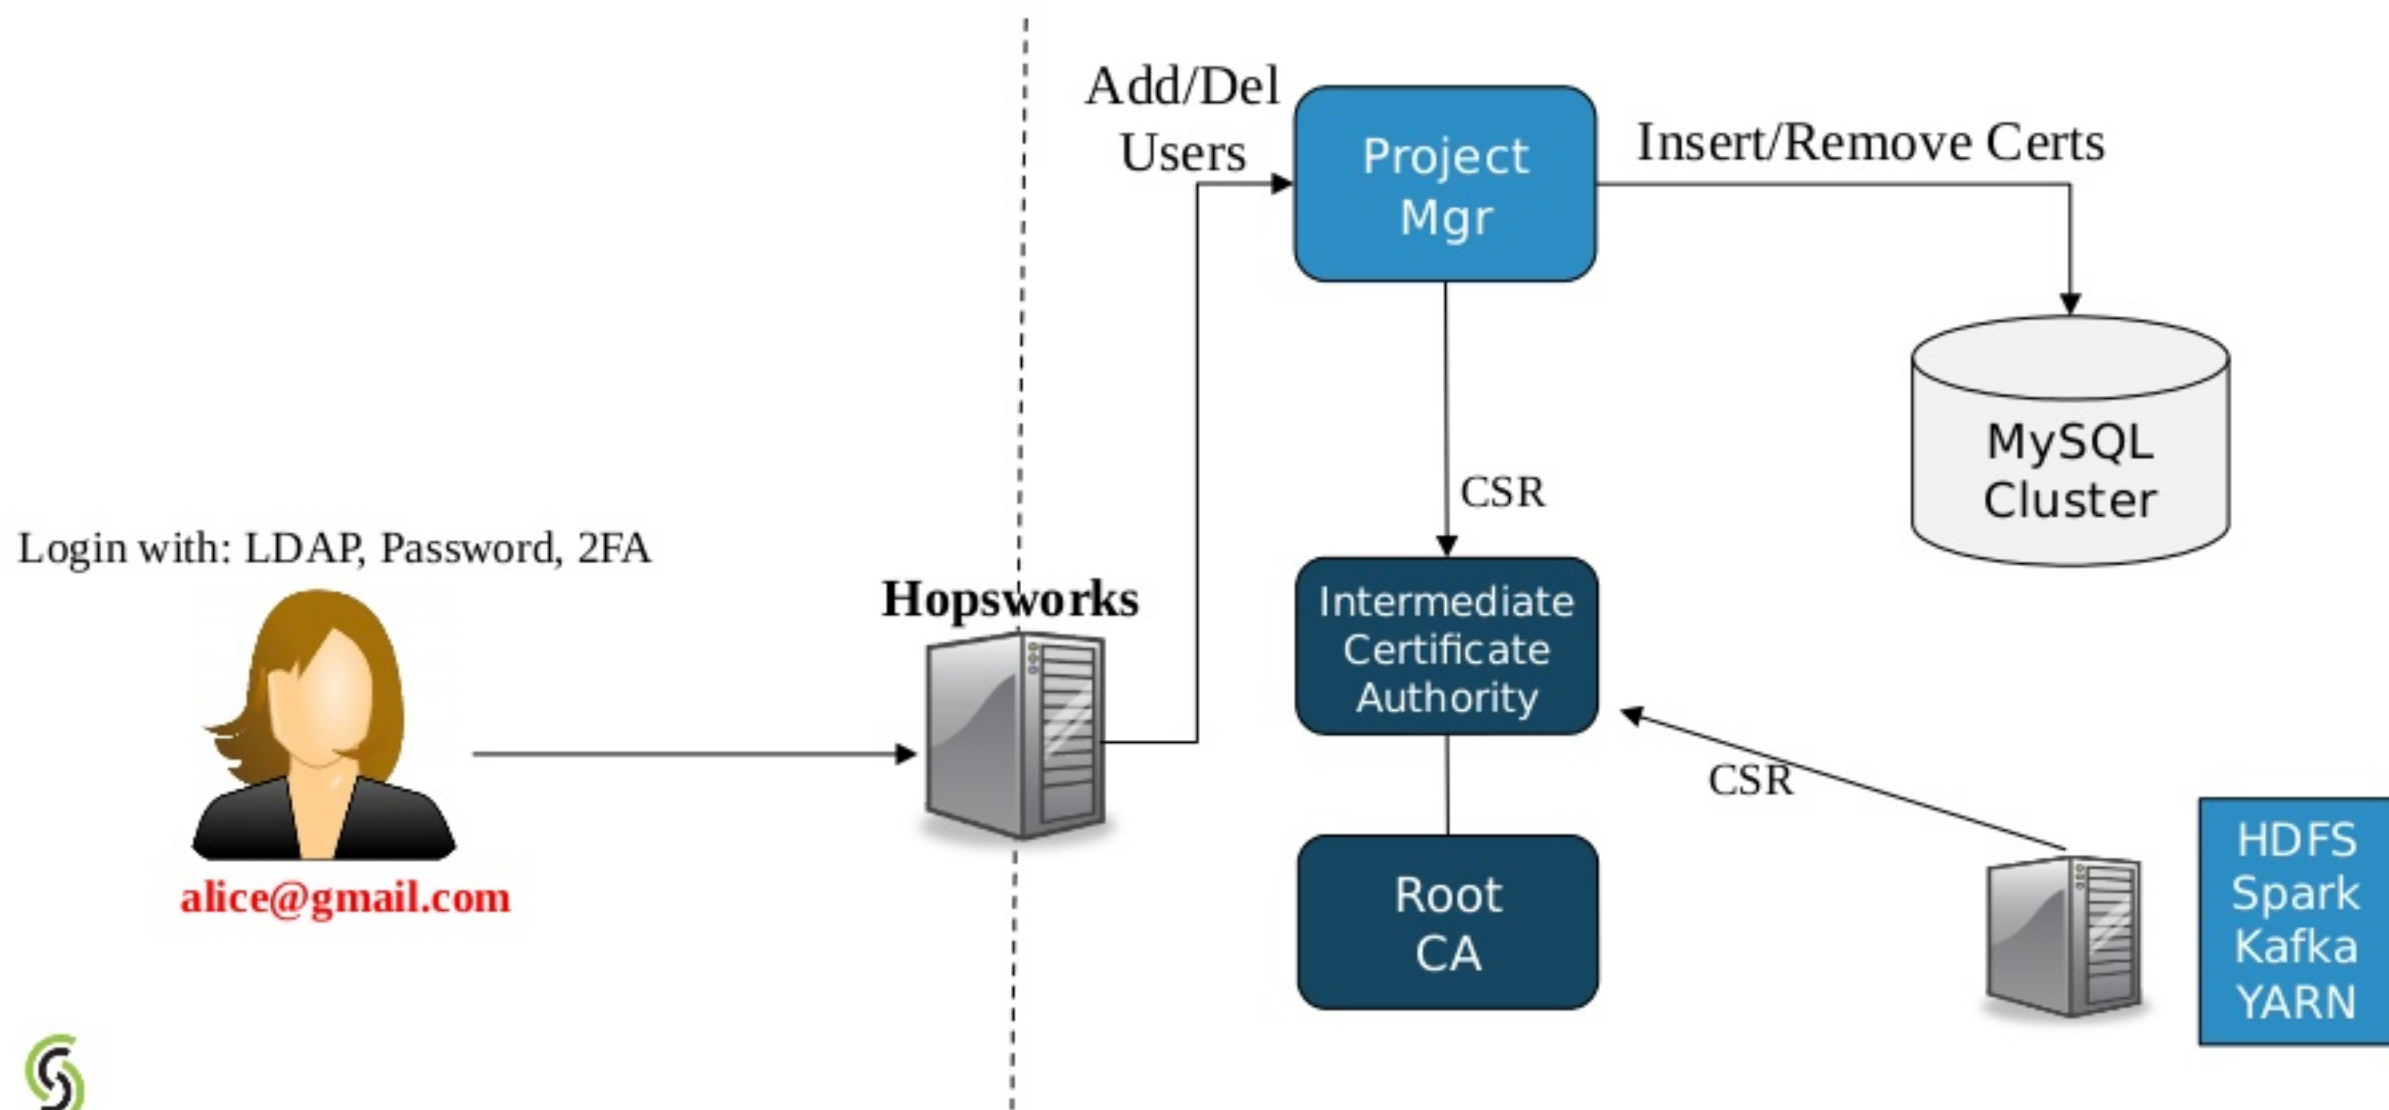 Add/Del
Users
Project
Mgr
Insert/Remove Certs
MySQL
Cluster
CSR
Login with: LDAP, Password, 2FA
Hopsworks
Intermediate
Certificate
Authority
CSR
alice@gmail.com
Root
CA
HDFS
Spark
Kafka
YARN